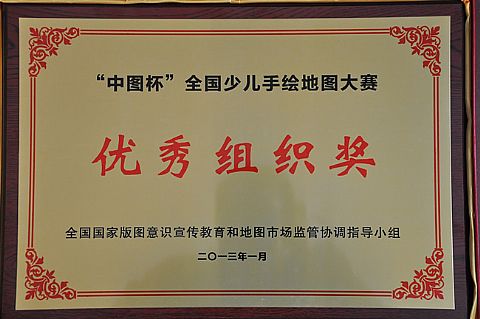 “中图杯”全国少儿手绘地图大赛
优秀组织奖
全国国家版图意识宣传教育和地图市场监管协调指导小组
二〇一三年一月